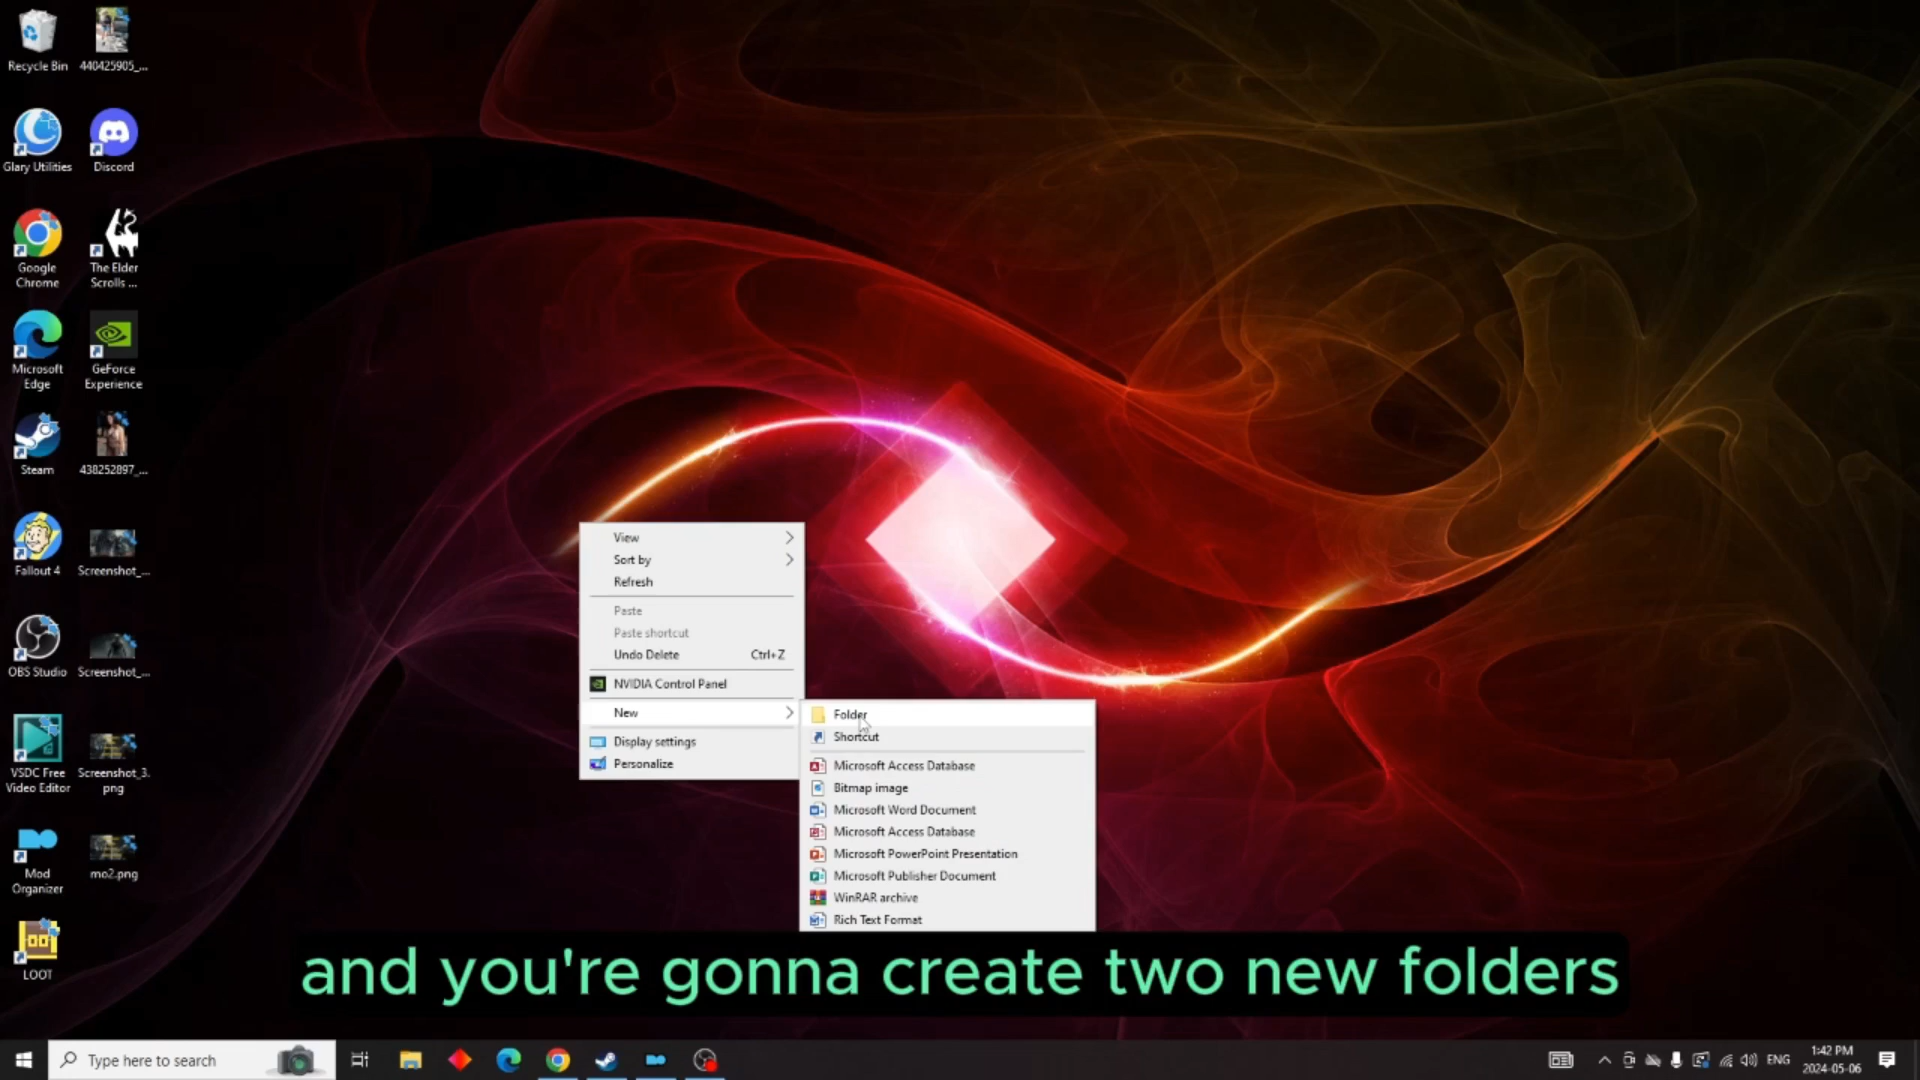 Recycle Bin
440425905_...
Glary Utilities
Discord
Google
Chrome
The Elder
Scrolls ...
Microsoft
Edge
GeForce
Experience
Steam
438252897_...
Fallout 4
Screenshot_...
OBS Studio
Screenshot_...
VSDC Free
Video Editor
Screenshot_3.
png
Mod
Organizer
mo2.png
LOOT
View
Sort by
Refresh
Paste
Paste shortcut
Undo Delete Ctrl+Z
NVIDIA Control Panel
New
Display settings
Personalize
Folder
Shortcut
Microsoft Access Database
Bitmap image
Microsoft Word Document
Microsoft Access Database
Microsoft PowerPoint Presentation
Microsoft Publisher Document
WinRAR archive
Rich Text Format
and you're gonna create two new folders
Type here to search
ENG
1:42 PM
2024-05-06